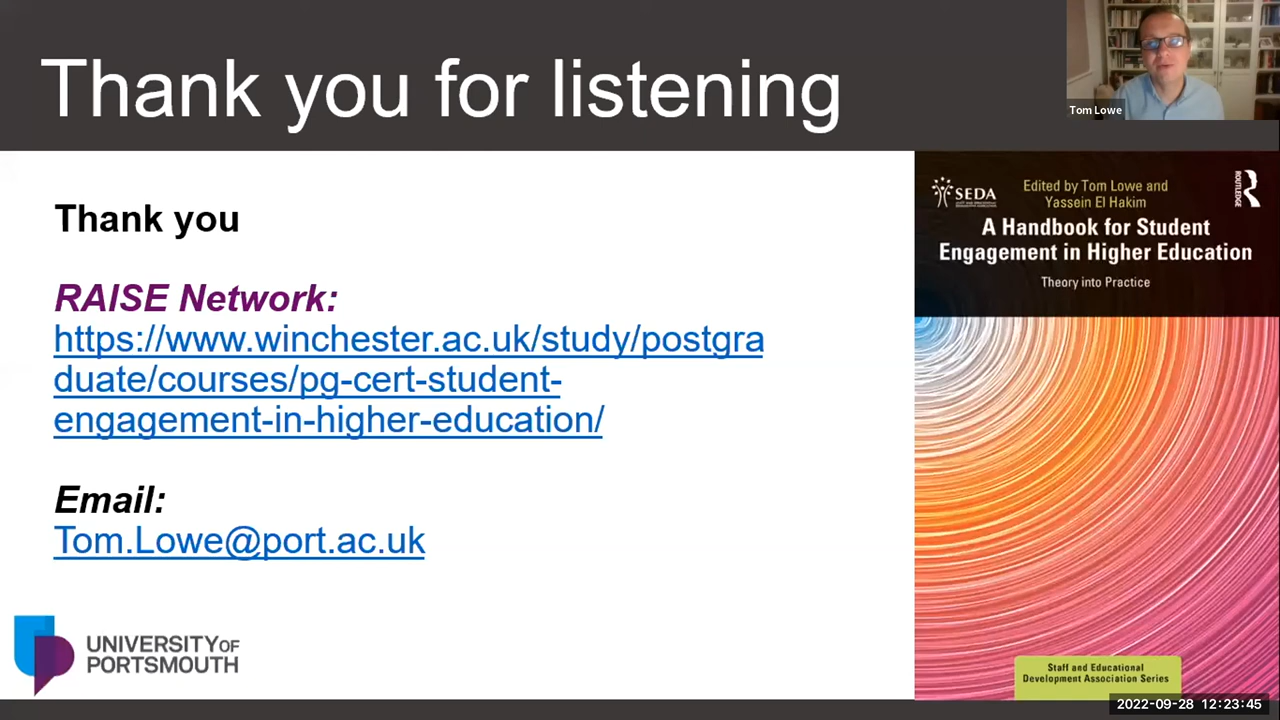 Thank you for listening
Tom Lowe
Thank you
RAISE Network:
https://www.winchester.ac.uk/study/postgra
duate/courses/pg-cert-student-
engagement-in-higher-education/
Email:
Tom.Lowe@port.ac.uk
UNIVERSITY OF
PORTSMOUTH
SEDA
Edited by Tom Lowe and
Yassein El Hakim
ROUTLEDGE
A Handbook for Student
Engagement in Higher Education
Theory into Practice
Staff and Educational
Development Association Series
2022-09-28 12:23:45